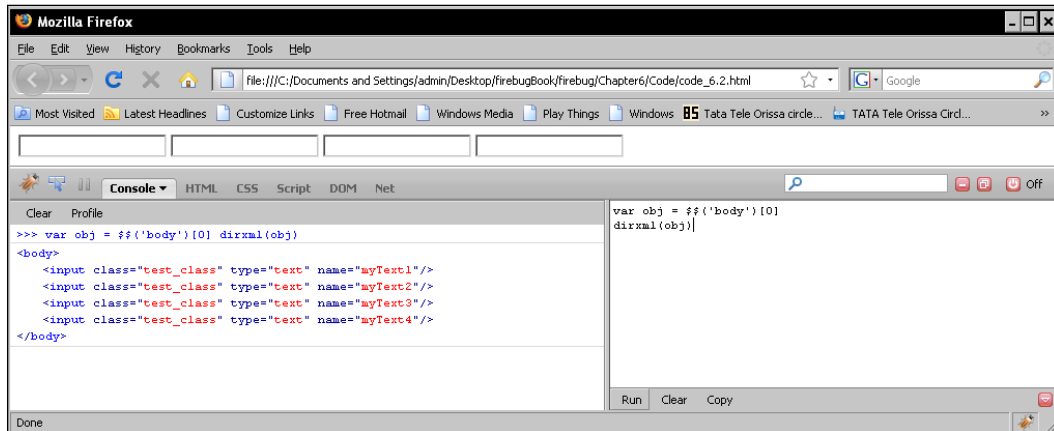 Mozilla Firefox
File Edit View History Bookmarks Tools Help
file:///C:/Documents and Settings/admin/Desktop/firebugBook/firebug/Chapter6/Code/code_6.2.html G Google
Most Visited Latest Headlines Customize Links Free Hotmail Windows Media Play Things Windows 85 Tata Tele Orissa circle... TATA Tele Orissa Circl... »
Console HTML CSS Script DOM Net Off
Clear Profile
>>> var obj = $$('body')[0] dirxml(obj)
<body>
<input class="test_class" type="text" name="myText1"/>
<input class="test_class" type="text" name="myText2"/>
<input class="test_class" type="text" name="myText3"/>
<input class="test_class" type="text" name="myText4"/>
</body>
var obj = $$('body')[0]
dirxml(obj)
Run Clear Copy
Done